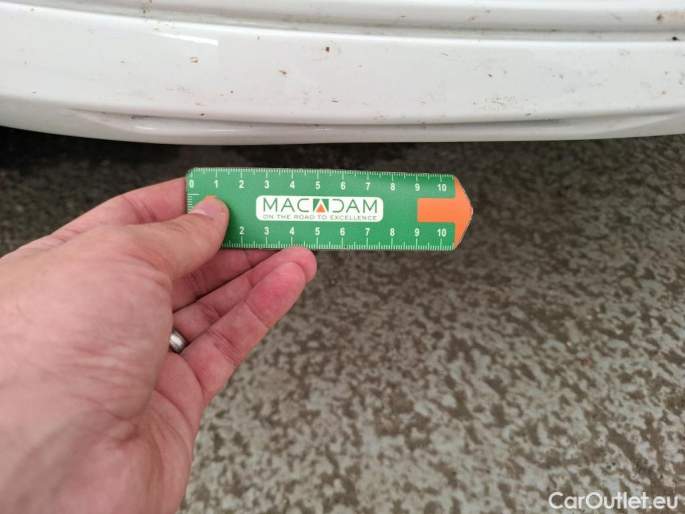 0 1 2 3 4 5 6 7 8 9 10
MACADAM
ON THE ROAD TO EXCELLENCE
2 3 4 5 6 7 8 9 10
CarOutlet.eu